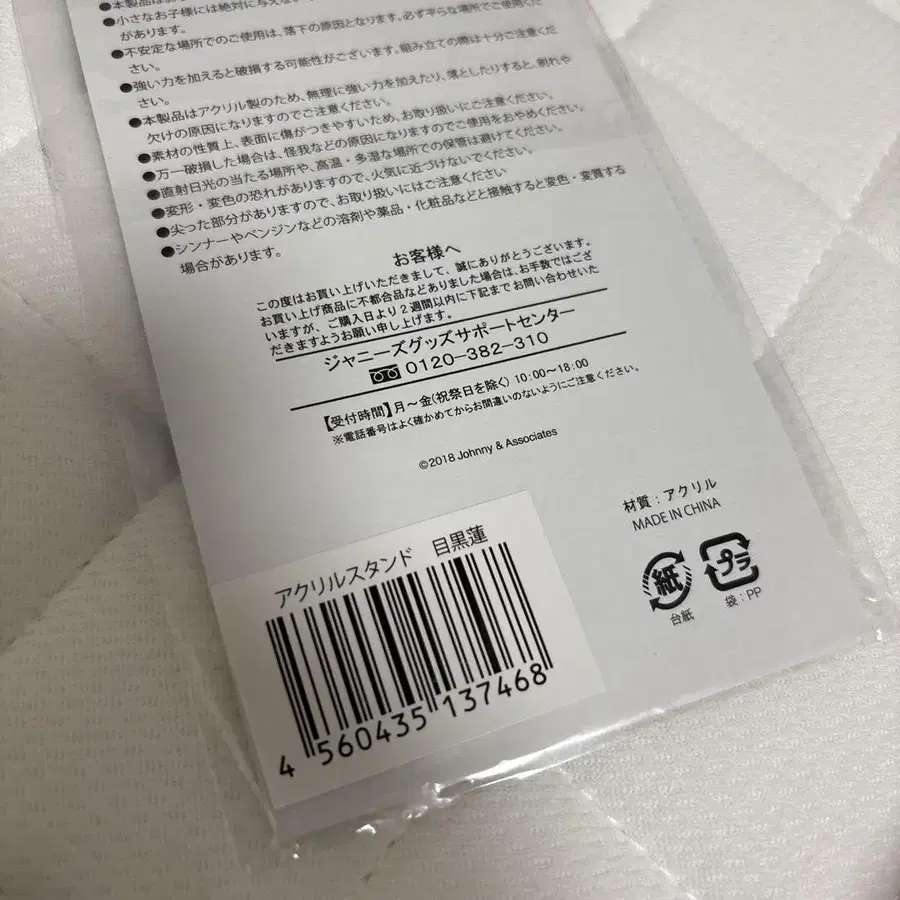 ●小さなお子様には絶対に与えない
があります。
●不安定な場所でのご使用は、落下の原因となります。必ず平らな場所でご使用くだ
さい。
●強い力を加えると破損する可能性がございます。組み立ての際は十分ご注意くだ
さい。
●本製品はアクリル製のため、無理に強い力を加えたり、落としたりすると、割れや
欠けの原因になりますのでご注意ください。
●素材の性質上、表面に傷がつきやすいため、お取り扱いにご注意ください。
●万一破損した場合は、怪我などの原因になりますのでご使用をおやめください。
●直射日光の当たる場所や、高温・多湿な場所での保管は避けてください。
●変形・変色の恐れがありますので、火気に近づけないでください。
●尖った部分がありますので、お取り扱いにはご注意ください
●シンナーやベンジンなどの溶剤や薬品・化粧品などと接触すると変色・変質する
場合があります。
お客様へ
この度はお買い上げいただきまして、誠にありがとうございます。
お買い上げ商品に不都合品などありました場合は、お手数ではござ
いますが、ご購入日より2週間以内に下記までお問い合わせいた
だきますようお願い申し上げます。
ジャニーズグッズサポートセンター
0120-382-310
【受付時間】月〜金(祝祭日を除く) 10:00〜18:00
※電話番号はよく確かめてからお間違いのないようにご注意ください。
©2018 Johnny & Associates
材質:アクリル
MADE IN CHINA
紙
台紙
プラ
袋:PP
アクリルスタンド 目黒蓮
4 560435 137468